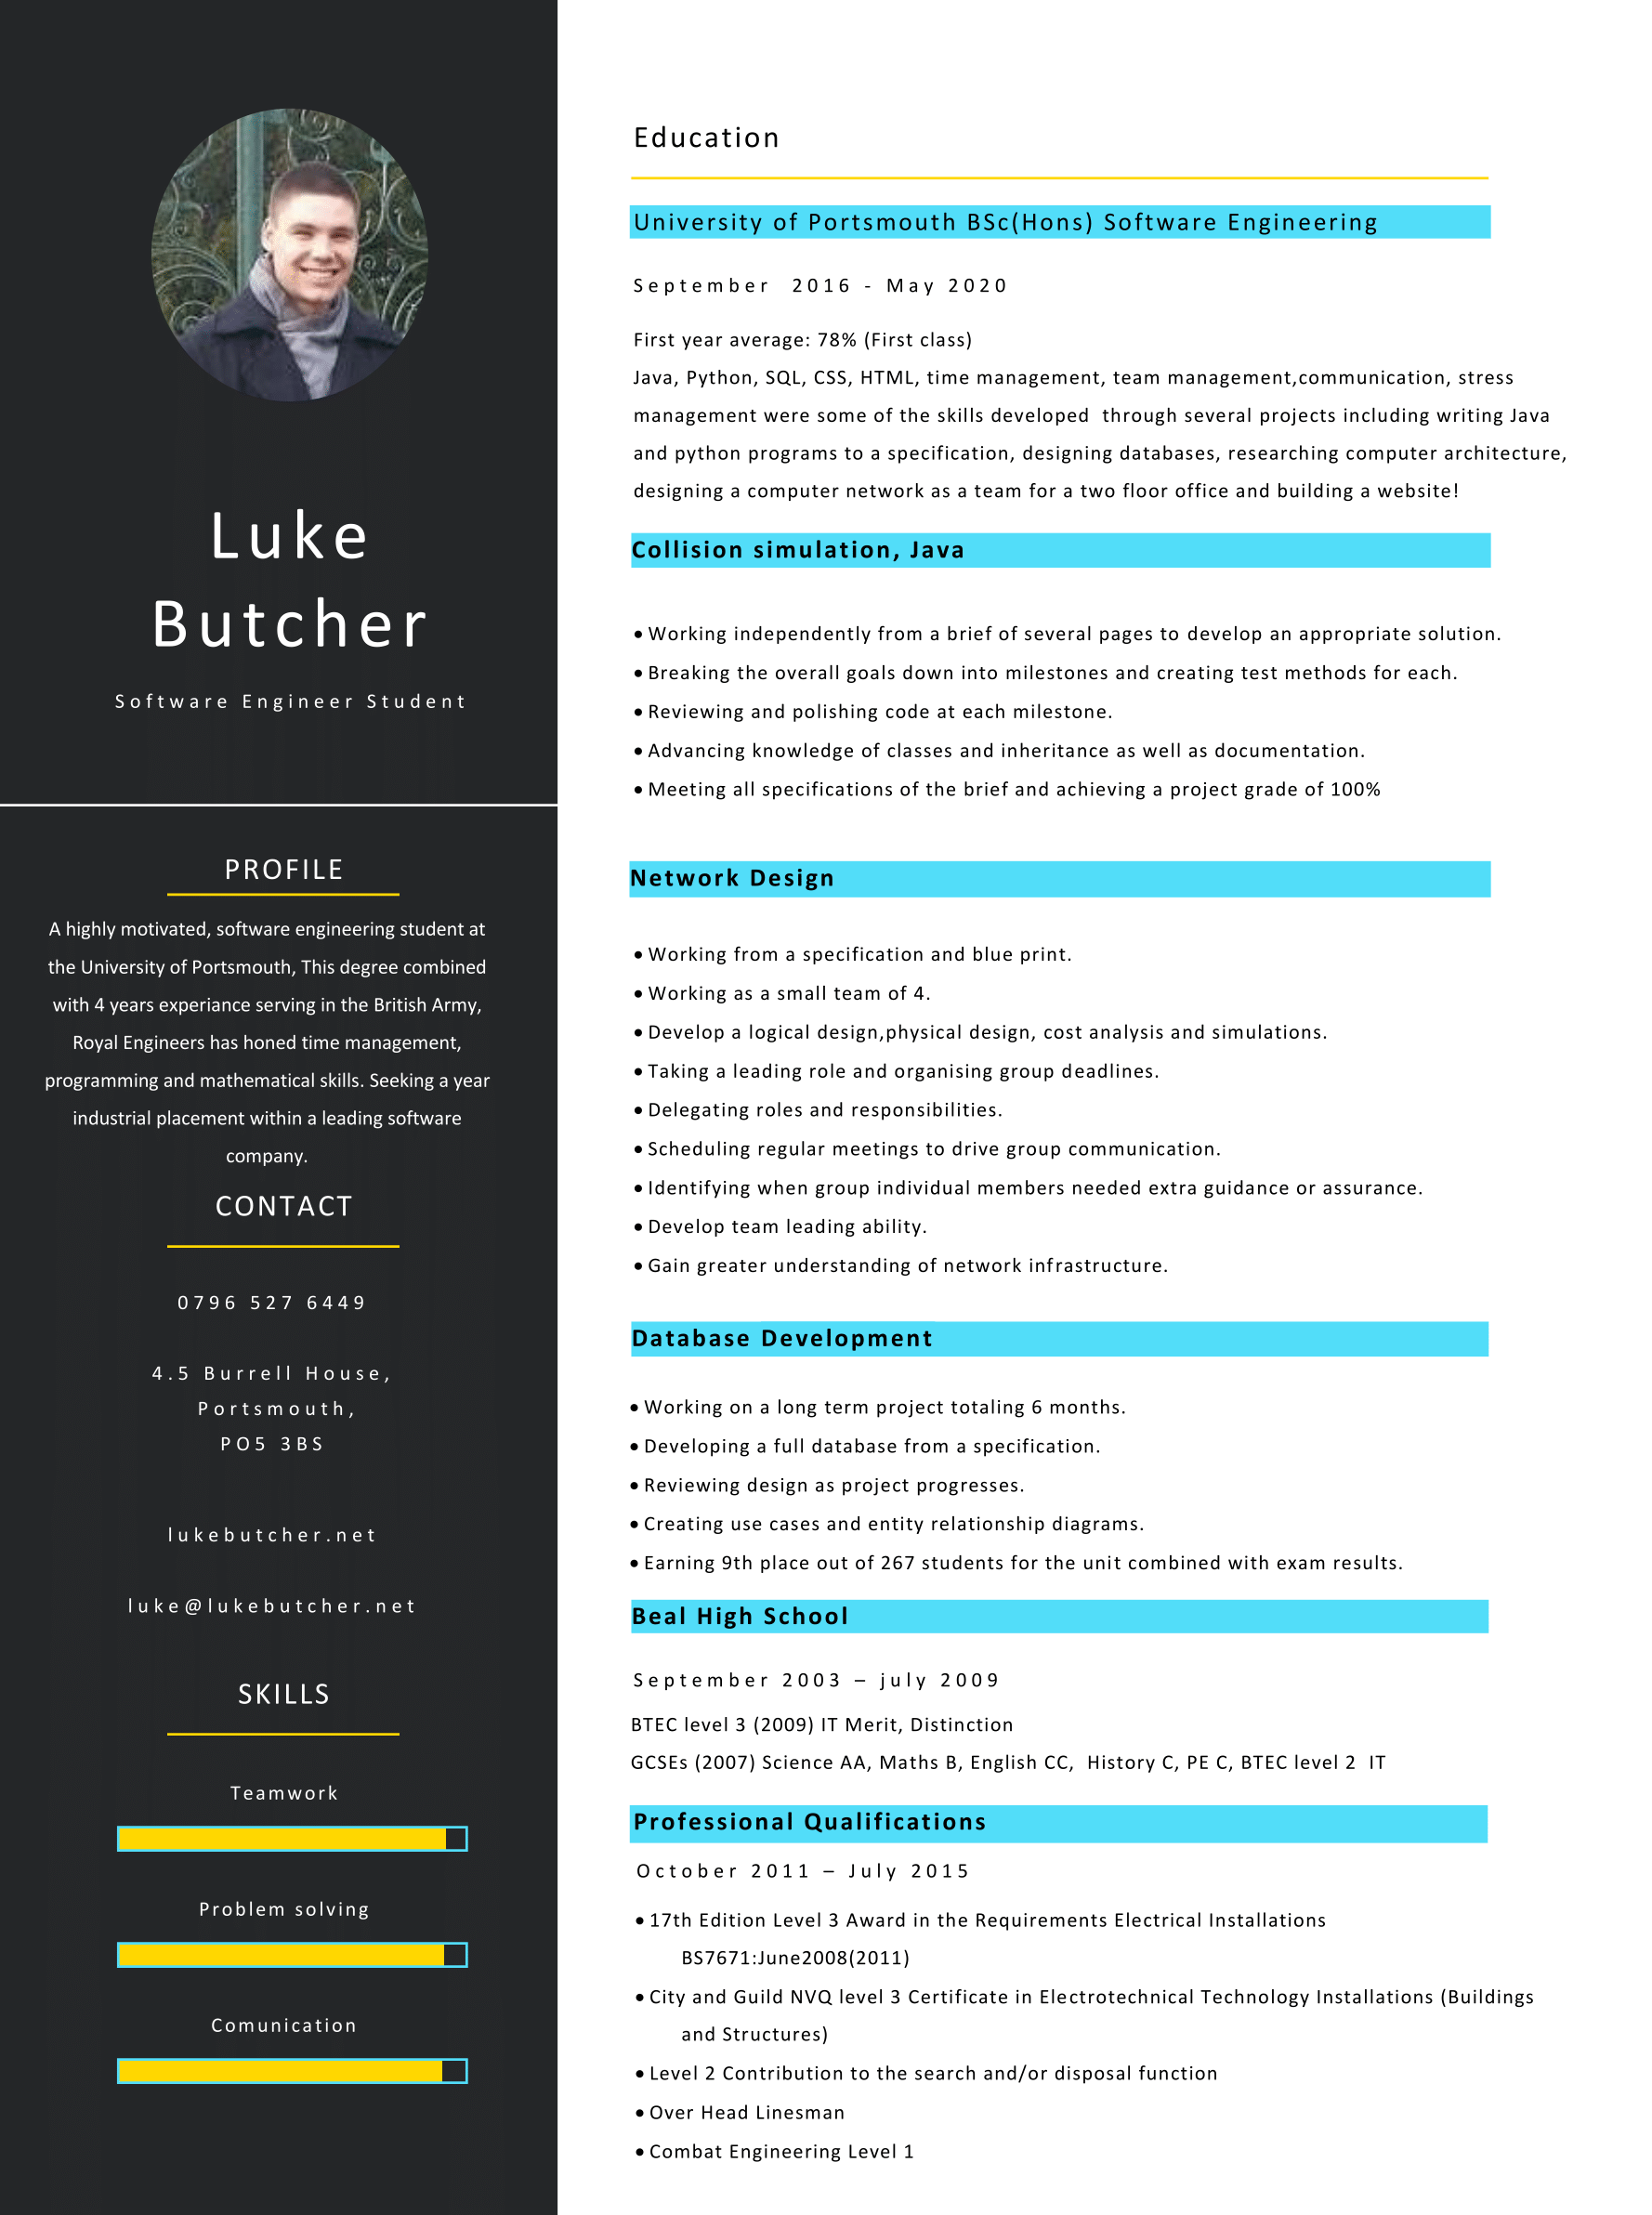 Luke
Butcher
Software Engineer Student
PROFILE
A highly motivated, software engineering student at
the University of Portsmouth, This degree combined
with 4 years experiance serving in the British Army,
Royal Engineers has honed time management,
programming and mathematical skills. Seeking a year
industrial placement within a leading software
company.
CONTACT
0796 527 6449
4.5 Burrell House,
Portsmouth,
PO5 3BS
lukebutcher.net
luke@lukebutcher.net
SKILLS
Teamwork
Problem solving
Comunication
Education
University of Portsmouth BSc(Hons) Software Engineering
September 2016 - May 2020
First year average: 78% (First class)
Java, Python, SQL, CSS, HTML, time management, team management,communication, stress
management were some of the skills developed through several projects including writing Java
and python programs to a specification, designing databases, researching computer architecture,
designing a computer network as a team for a two floor office and building a website!
Collision simulation, Java
• Working independently from a brief of several pages to develop an appropriate solution.
• Breaking the overall goals down into milestones and creating test methods for each.
• Reviewing and polishing code at each milestone.
• Advancing knowledge of classes and inheritance as well as documentation.
• Meeting all specifications of the brief and achieving a project grade of 100%
Network Design
• Working from a specification and blue print.
• Working as a small team of 4.
• Develop a logical design,physical design, cost analysis and simulations.
• Taking a leading role and organising group deadlines.
• Delegating roles and responsibilities.
• Scheduling regular meetings to drive group communication.
• Identifying when group individual members needed extra guidance or assurance.
• Develop team leading ability.
• Gain greater understanding of network infrastructure.
Database Development
• Working on a long term project totaling 6 months.
• Developing a full database from a specification.
• Reviewing design as project progresses.
• Creating use cases and entity relationship diagrams.
• Earning 9th place out of 267 students for the unit combined with exam results.
Beal High School
September 2003 – july 2009
BTEC level 3 (2009) IT Merit, Distinction
GCSEs (2007) Science AA, Maths B, English CC, History C, PE C, BTEC level 2 IT
Professional Qualifications
October 2011 – July 2015
• 17th Edition Level 3 Award in the Requirements Electrical Installations
BS7671:June2008(2011)
• City and Guild NVQ level 3 Certificate in Electrotechnical Technology Installations (Buildings
and Structures)
• Level 2 Contribution to the search and/or disposal function
• Over Head Linesman
• Combat Engineering Level 1